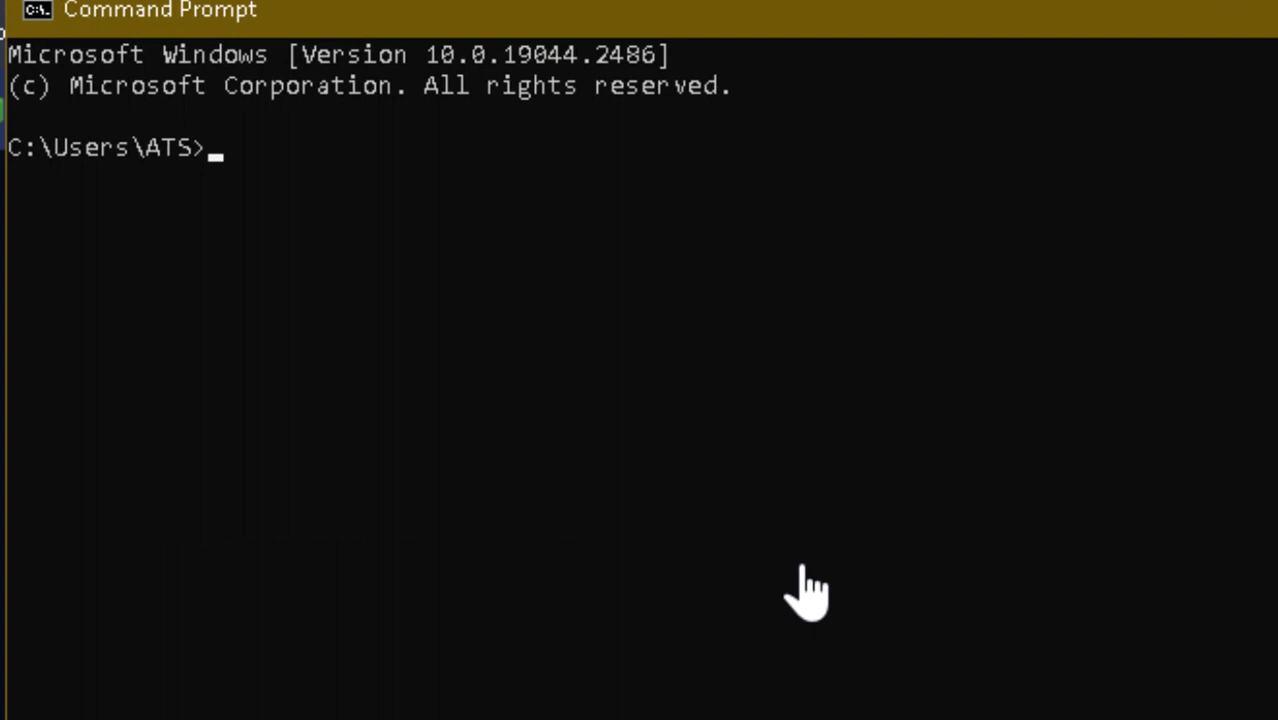 Command Prompt
Microsoft Windows [Version 10.0.19044.2486]
(c) Microsoft Corporation. All rights reserved.
C:\Users\ATS>